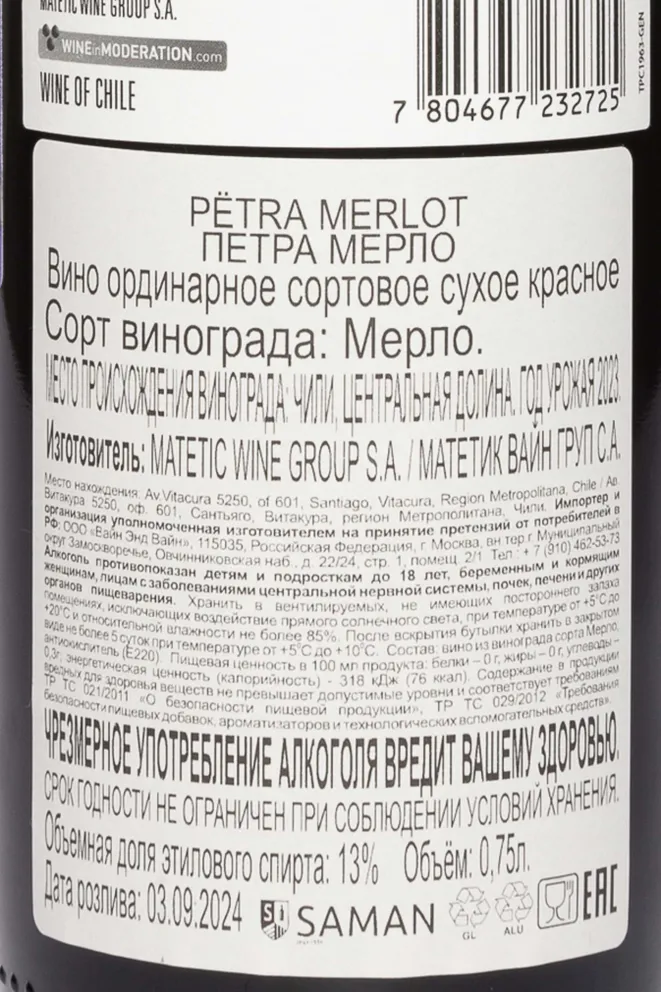 MATETIC WINE GROUP S.A.
WINE in MODERATION.com
WINE OF CHILE
7 804677 232725
TPC1963-GEN
PËTRA MERLOT
ПЕТРА МЕРЛО
Вино ординарное сортовое сухое красное
Сорт винограда: Мерло.
МЕСТО ПРОИСХОЖДЕНИЯ ВИНОГРАДА: ЧИЛИ, ЦЕНТРАЛЬНАЯ ДОЛИНА. ГОД УРОЖАЯ 2023.
Изготовитель: MATETIC WINE GROUP S.A. / МАТЕТИК ВАЙН ГРУП С.А.
Место нахождения: Av.Vitacura 5250, of 601, Santiago, Vitacura, Region Metropolitana, Chile / Ав.
Витакура 5250, оф. 601, Сантьяго, Витакура, регион Метрополитана, Чили. Импортер и
организация уполномоченная изготовителем на принятие претензий от потребителей в
РФ: ООО «Вайн Энд Вайн», 115035, Российская Федерация, г. Москва, вн тер.г Муниципальный
округ Замоскворечье, Овчинниковская наб., д. 22/24, стр. 1, помещ. 2/1 Тел.: +7 (910) 462-53-73
Алкоголь противопоказан детям и подросткам до 18 лет, беременным и кормящим
женщинам, лицам с заболеваниями центральной нервной системы, почек, печени и других
органов пищеварения. Хранить в вентилируемых, не имеющих постороннего запаха
помещениях, исключающих воздействие прямого солнечного света, при температуре от +5°С до
+20°С и относительной влажности не более 85%. После вскрытия бутылки хранить в закрытом
виде не более 5 суток при температуре от +5°С до +10°С. Состав: вино из винограда сорта Мерло,
антиокислитель (Е220). Пищевая ценность в 100 мл продукта: белки – 0 г, жиры – 0 г, углеводы –
0,3г, энергетическая ценность (калорийность) - 318 кДж (76 ккал). Содержание в продукции
вредных для здоровья веществ не превышает допустимые уровни и соответствует требованиям
ТР ТС 021/2011 «О безопасности пищевой продукции», ТР ТС 029/2012 «Требования
безопасности пищевых добавок, ароматизаторов и технологических вспомогательных средств».
ЧРЕЗМЕРНОЕ УПОТРЕБЛЕНИЕ АЛКОГОЛЯ ВРЕДИТ ВАШЕМУ ЗДОРОВЬЮ.
СРОК ГОДНОСТИ НЕ ОГРАНИЧЕН ПРИ СОБЛЮДЕНИИ УСЛОВИЙ ХРАНЕНИЯ.
Объемная доля этилового спирта: 13% Объём: 0,75л.
Дата розлива: 03.09.2024
SAMAN
GL
ALU
EAC